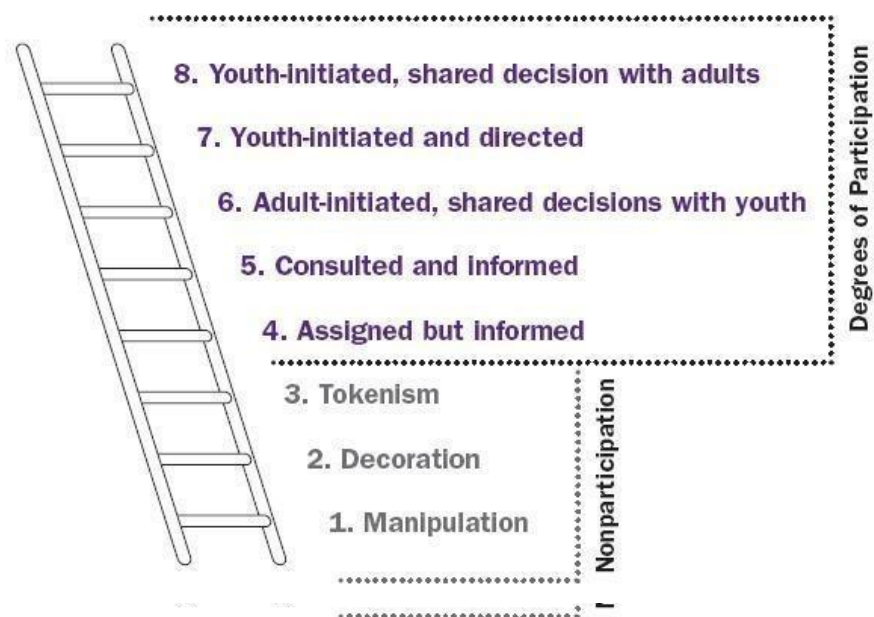 8. Youth-initiated, shared decision with adults
7. Youth-initiated and directed
6. Adult-initiated, shared decisions with youth
5. Consulted and informed
4. Assigned but informed
3. Tokenism
2. Decoration
1. Manipulation
Degrees of Participation
Nonparticipation